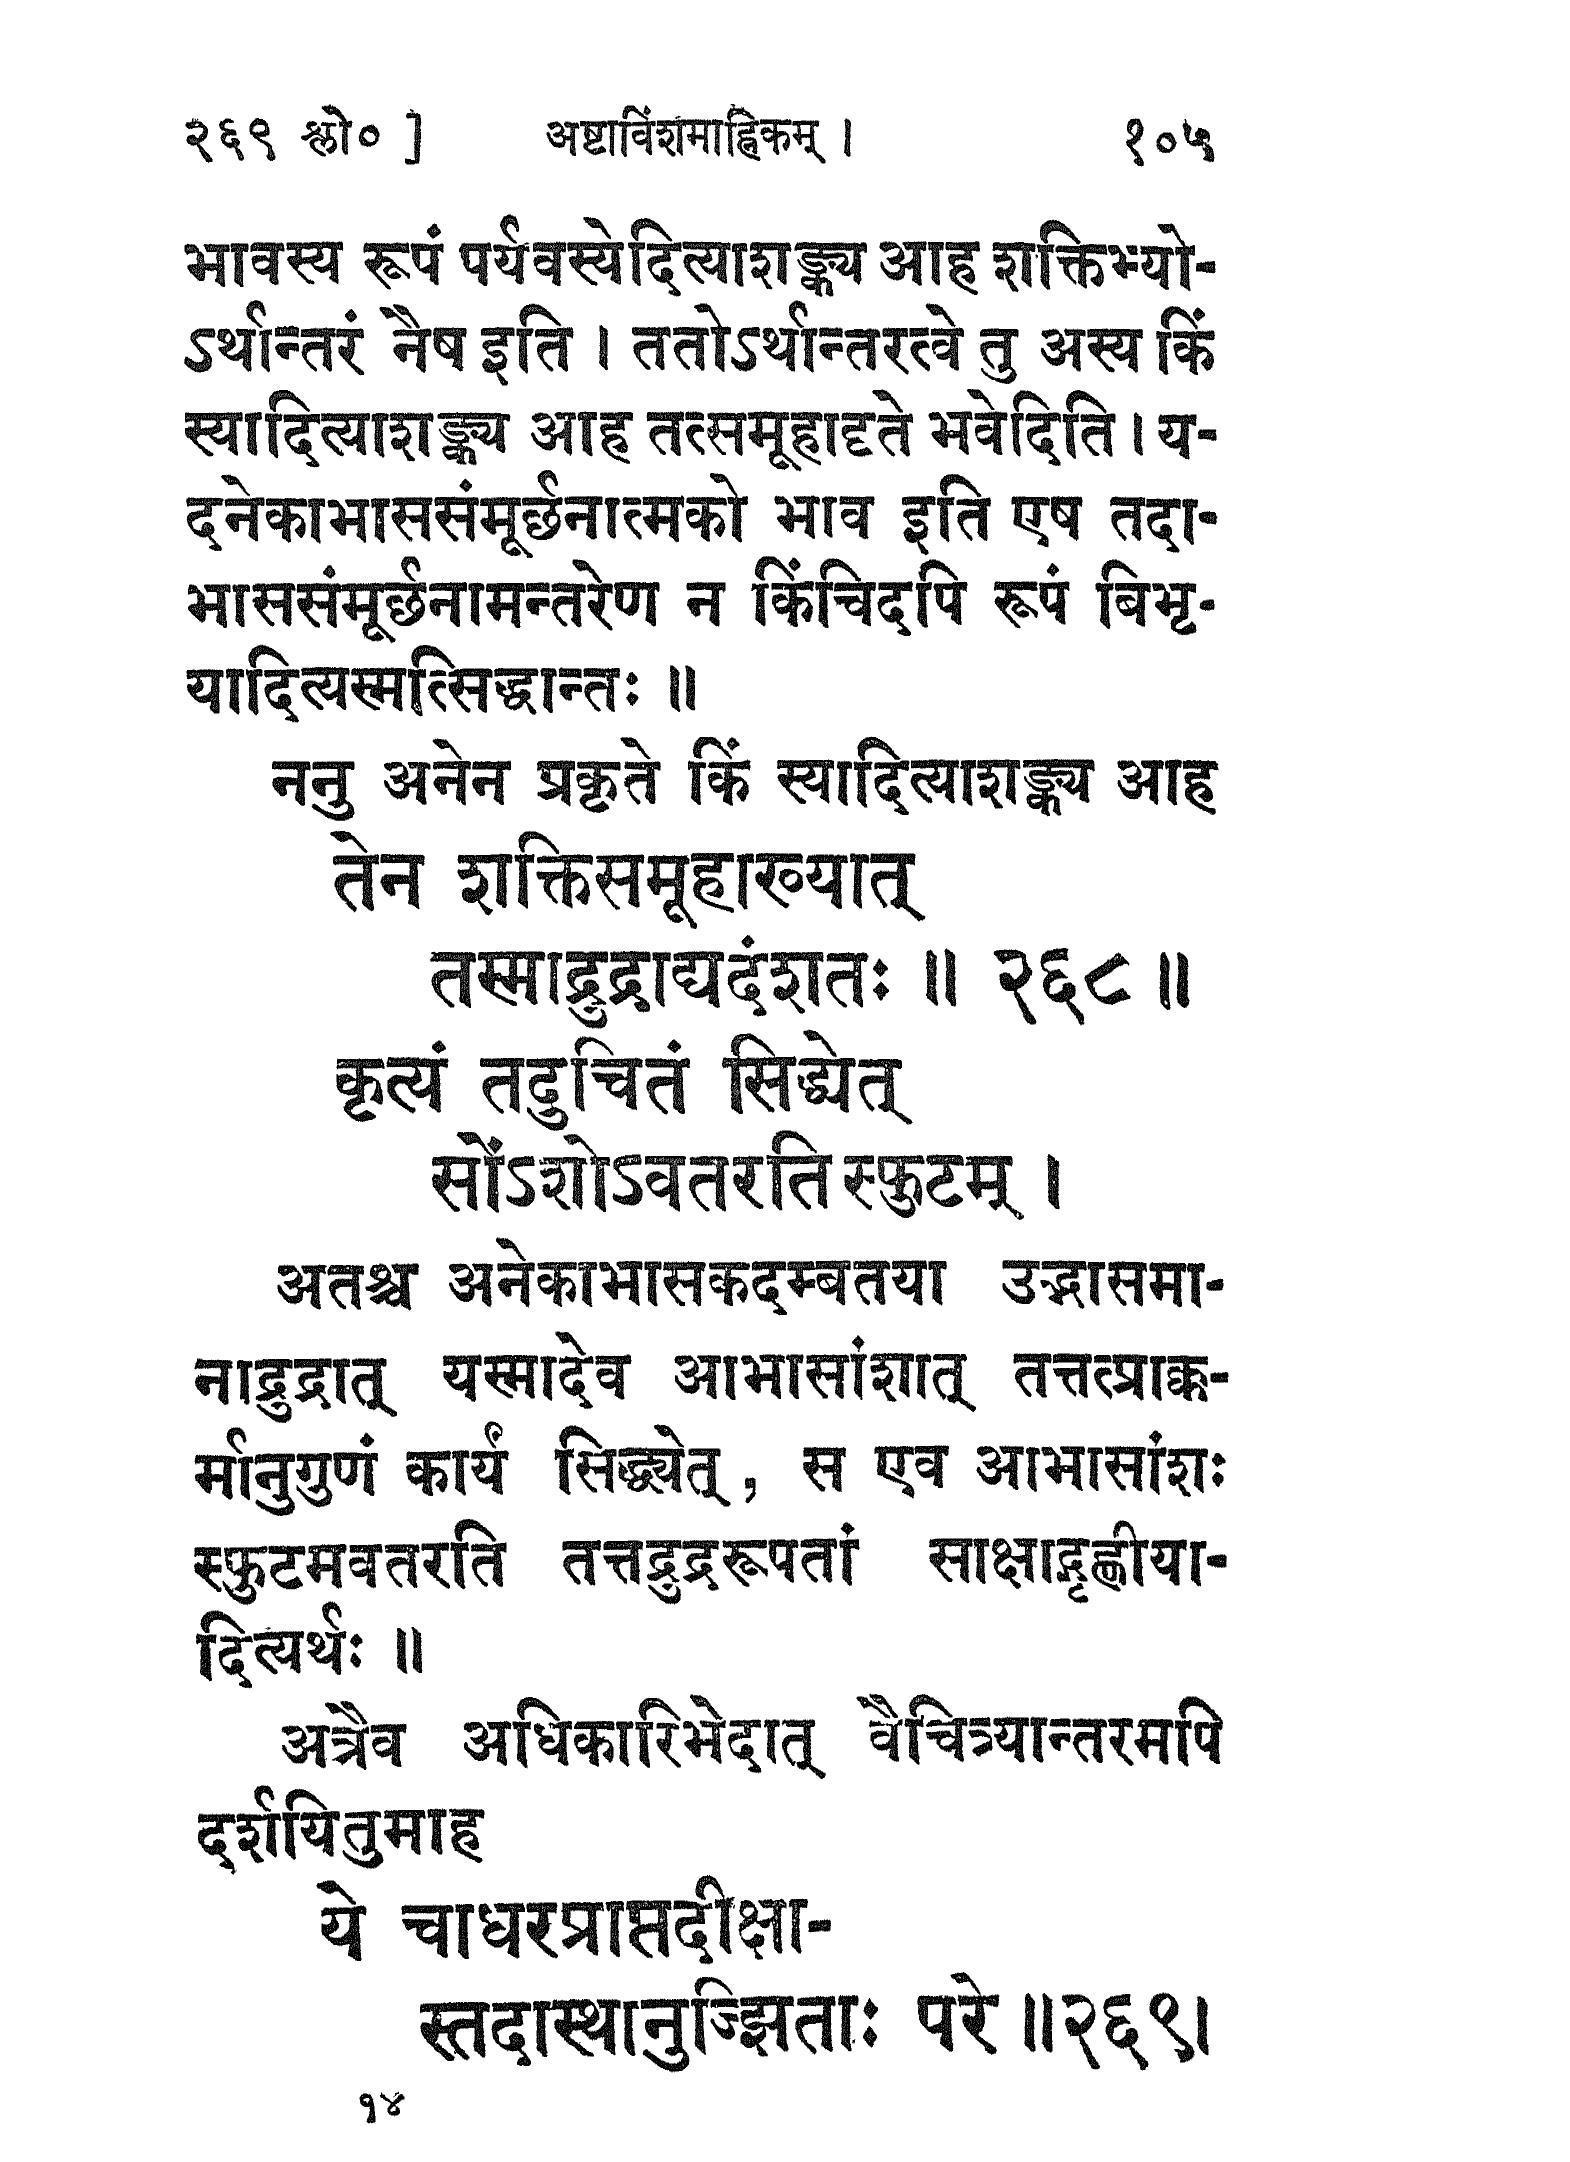 २६९ श्लो० ] अष्टाविंशमाह्निकम् । १०५
भावस्य रूपं पर्यवस्येदित्याशङ्क्य आह शक्तिभ्यो-
ऽर्थान्तरं नैष इति । ततोऽर्थान्तरत्वे तु अस्य किं
स्यादित्याशङ्क्य आह तत्समूहादृते भवेदिति । य-
दनेकाभाससंमूर्छनात्मको भाव इति एष तदा-
भाससंमूर्छनामन्तरेण न किंचिदपि रूपं बिभृ-
यादित्यस्मत्सिद्धान्तः ॥
ननु अनेन प्रकृते किं स्यादित्याशङ्क्य आह
तेन शक्तिसमूहाख्यात्
तस्माद्रुद्राद्यदंशतः ॥ २६८ ॥
कृत्यं तदुचितं सिद्ध्येत्
सोंऽशोऽवतरति स्फुटम् ।
अतश्च अनेकाभासकदम्बतया उद्भासमा-
नाद्रुद्रात् यस्मादेव आभासांशात् तत्तत्प्राक्क-
र्मानुगुणं कार्यं सिद्ध्येत् , स एव आभासांशः
स्फुटमवतरति तत्तद्रुद्ररूपतां साक्षाद्गृह्णीया-
दित्यर्थः ॥
अत्रैव अधिकारिभेदात् वैचित्र्यान्तरमपि
दर्शयितुमाह
ये चाधरप्राप्तदीक्षा-
स्तदास्थानुज्झिताः परे ॥२६९।
१४